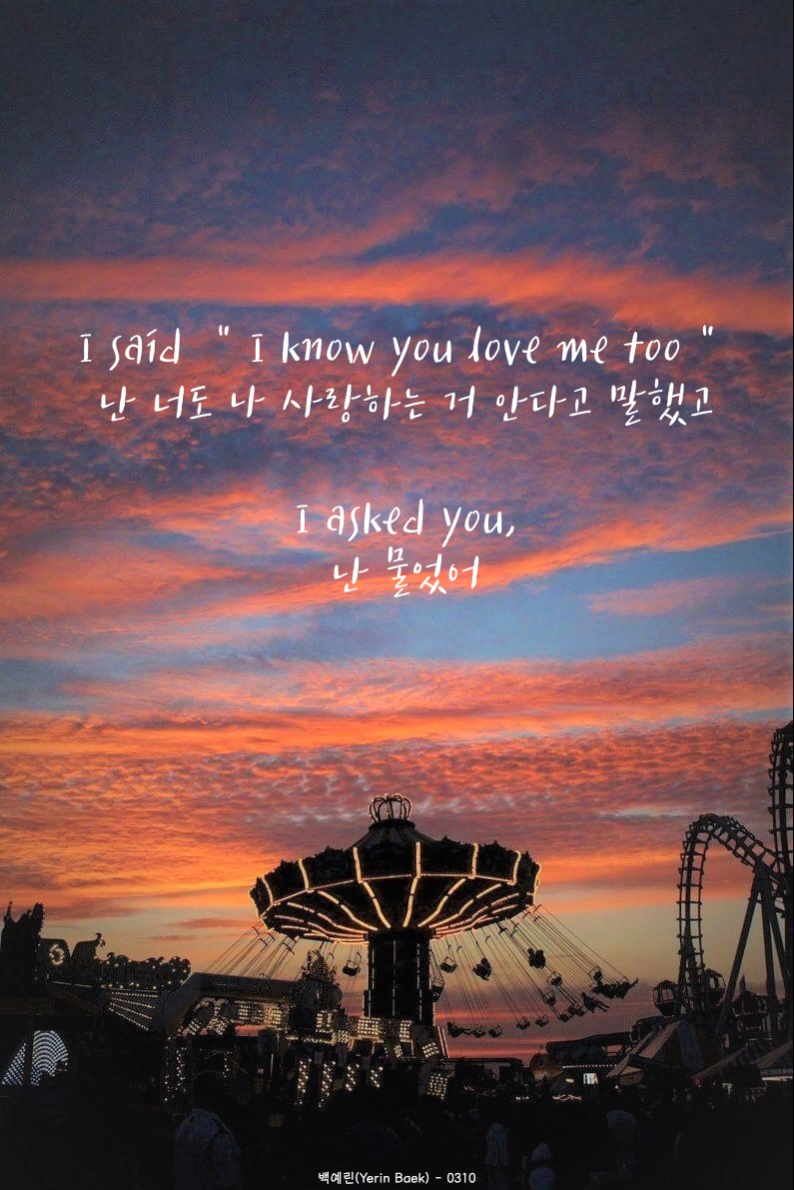 I said " I know you love me too "
난 너도 나 사랑하는 거 안다고 말했고
I asked you,
난 물었어
백예린(Yerin Baek) - 0310